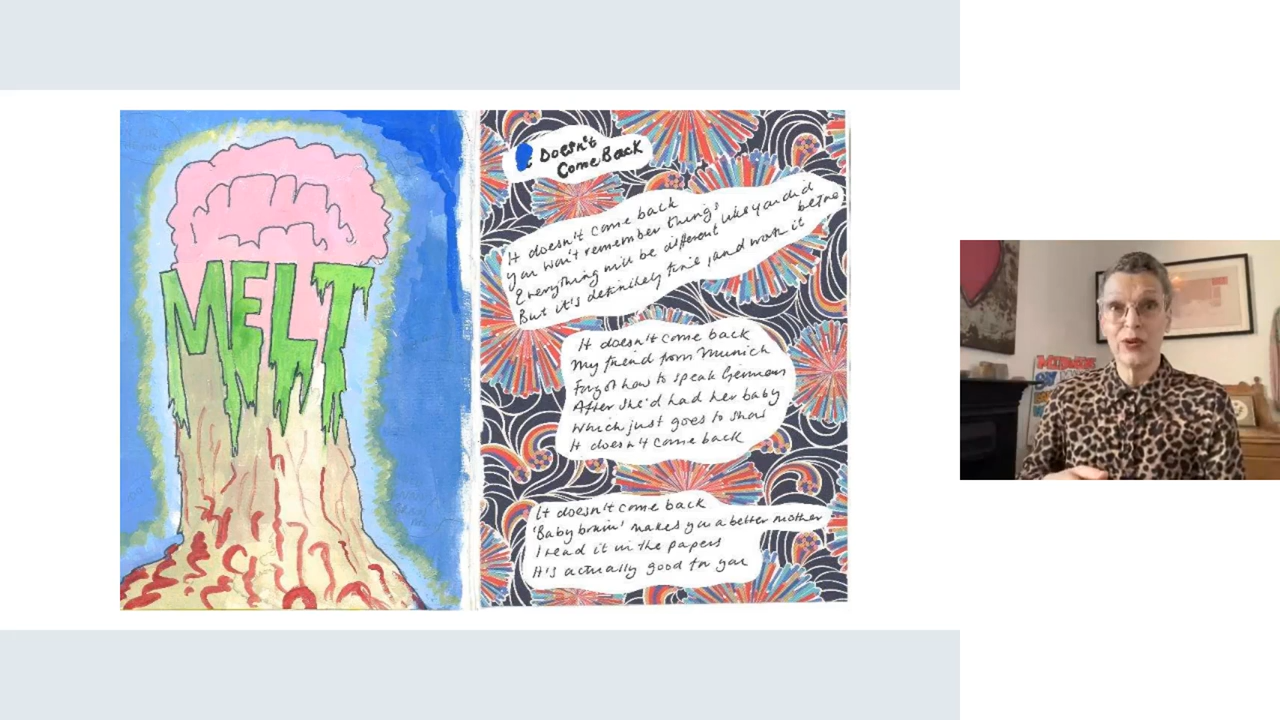 MELT
Doesn't
Come Back
It doesn't come back
You won't remember things
Everything will be different, like you did before
But it's definitely fine, and worth it
It doesn't come back
My friend from Munich
Forgot how to speak German
After she'd had her baby
Which just goes to show
It doesn't come back
It doesn't come back
'Baby brain' makes you a better mother
I read it in the papers
It's actually good for you